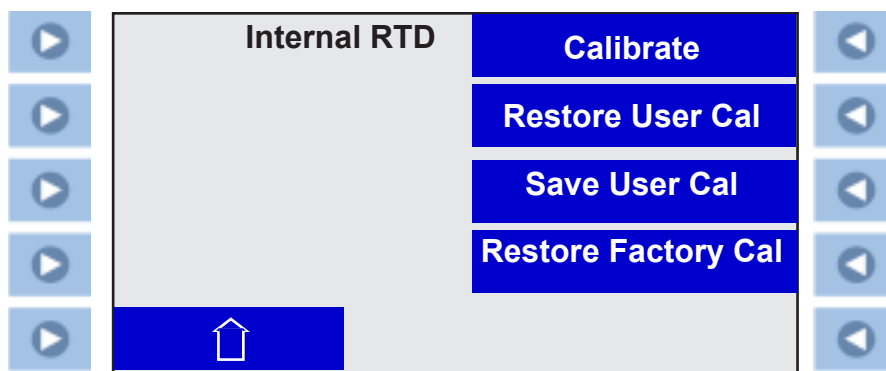 Internal RTD
Calibrate
Restore User Cal
Save User Cal
Restore Factory Cal